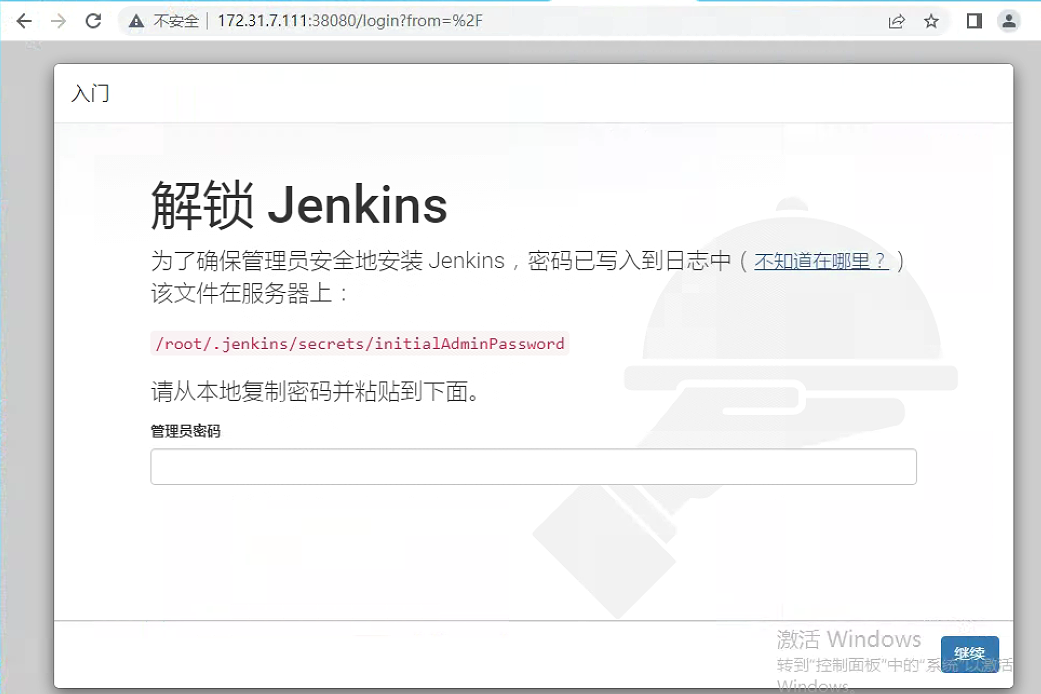 不安全 | 172.31.7.111:38080/login?from=%2F
入门
解锁 Jenkins
为了确保管理员安全地安装 Jenkins，密码已写入到日志中（不知道在哪里？）
该文件在服务器上：
/root/.jenkins/secrets/initialAdminPassword
请从本地复制密码并粘贴到下面。
管理员密码
激活 Windows
继续
转到"控制面板"中的"系统"以激活
Windows